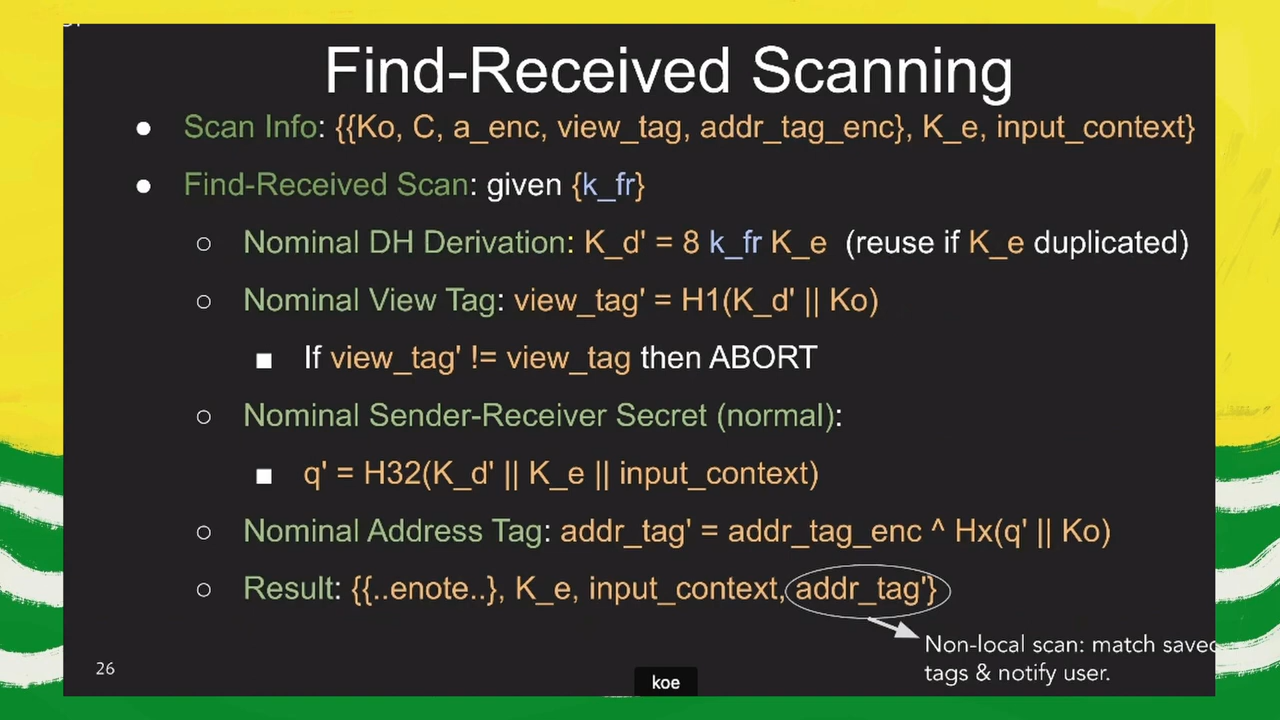 Find-Received Scanning
● Scan Info: {{Ko, C, a_enc, view_tag, addr_tag_enc}, K_e, input_context}
● Find-Received Scan: given {k_fr}
○ Nominal DH Derivation: K_d' = 8 k_fr K_e (reuse if K_e duplicated)
○ Nominal View Tag: view_tag' = H1(K_d' || Ko)
■ If view_tag' != view_tag then ABORT
○ Nominal Sender-Receiver Secret (normal):
■ q' = H32(K_d' || K_e || input_context)
○ Nominal Address Tag: addr_tag' = addr_tag_enc ^ Hx(q' || Ko)
○ Result: {{..enote..}, K_e, input_context, addr_tag'}
Non-local scan: match saved
tags & notify user.
26
koe